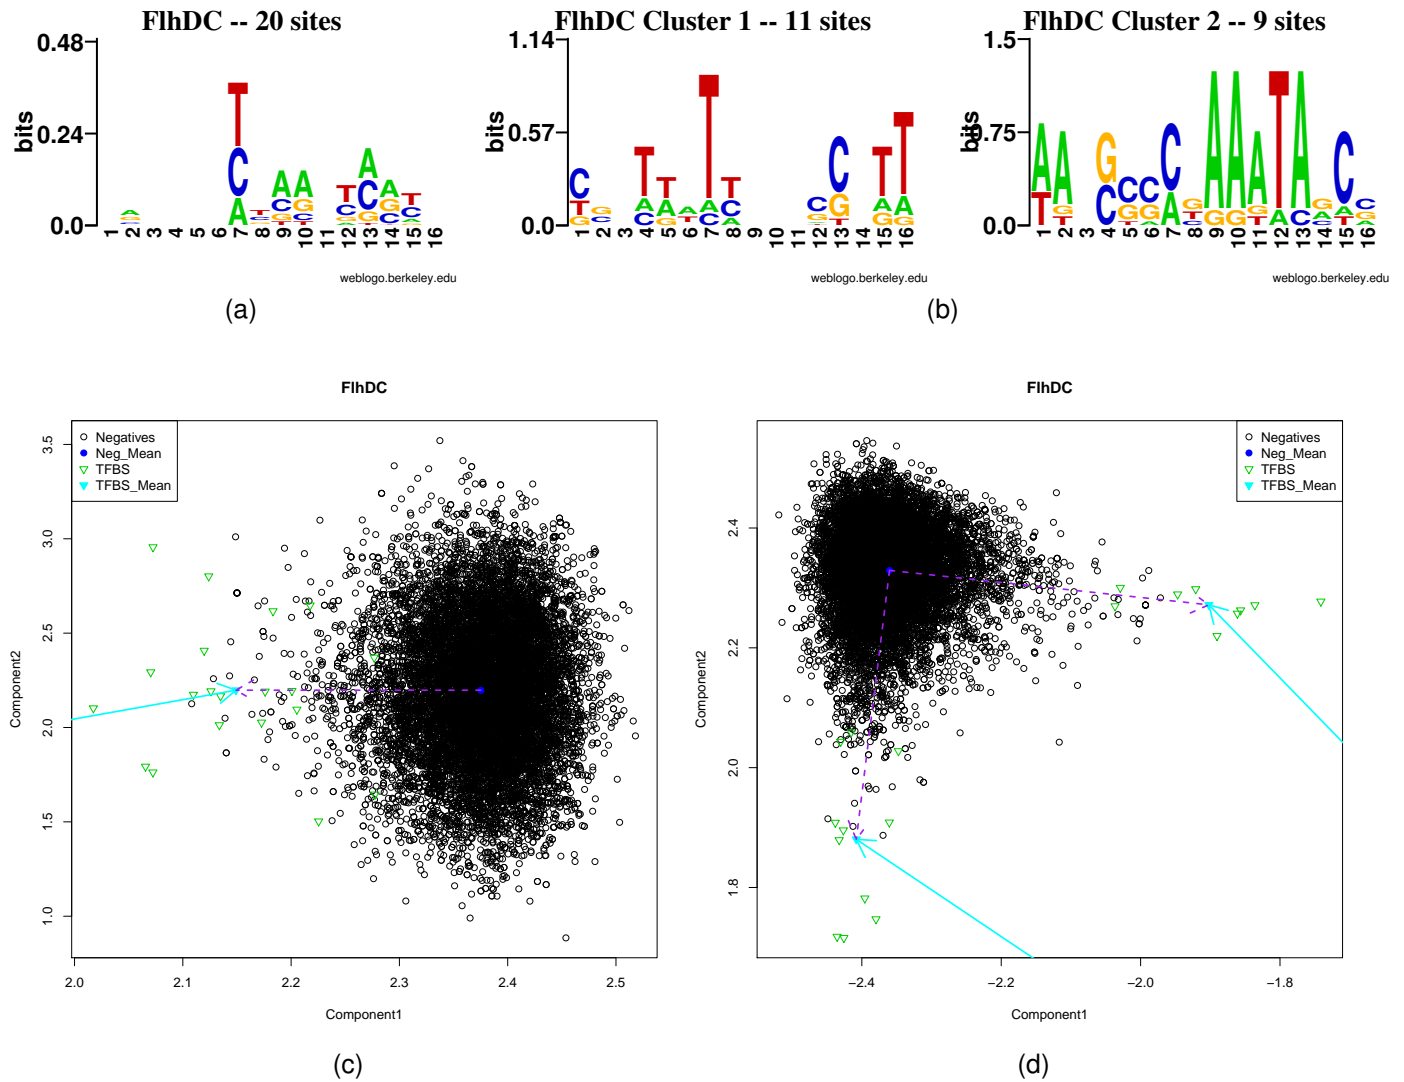 FlhDC -- 20 sites
FlhDC Cluster 1 -- 11 sites
FlhDC Cluster 2 -- 9 sites
bits
0.48
0.24
0.0
1 2 3 4 5 6 7 8 9 10 11 12 13 14 15 16
weblogo.berkeley.edu
bits
1.14
0.57
0.0
1 2 3 4 5 6 7 8 9 10 11 12 13 14 15 16
weblogo.berkeley.edu
bits
1.5
0.75
0.0
1 2 3 4 5 6 7 8 9 10 11 12 13 14 15 16
weblogo.berkeley.edu
(a)
(b)
FlhDC
Negatives
Neg_Mean
TFBS
TFBS_Mean
Component2
3.5
3.0
2.5
2.0
1.5
1.0
2.0 2.1 2.2 2.3 2.4 2.5
Component1
(c)
FlhDC
Negatives
Neg_Mean
TFBS
TFBS_Mean
Component2
2.4
2.2
2.0
1.8
−2.4 −2.2 −2.0 −1.8
Component1
(d)